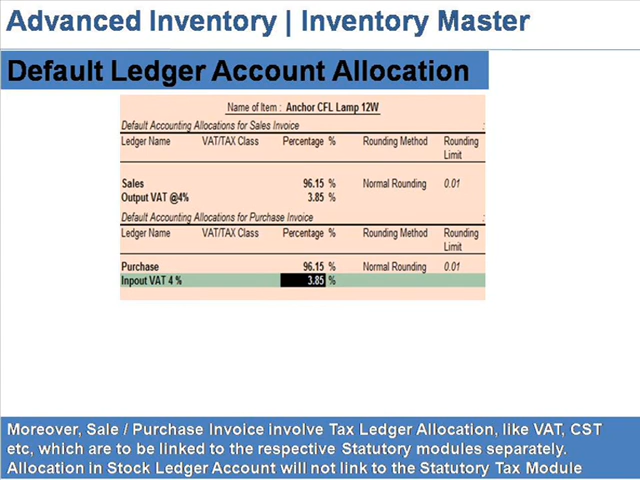 Advanced Inventory | Inventory Master
Default Ledger Account Allocation
Name of Item : Anchor CFL Lamp 12W
Default Accounting Allocations for Sales Invoice :
Ledger Name VAT/TAX Class Percentage % Rounding Method Rounding
Limit
Sales 96.15 % Normal Rounding 0.01
Output VAT @4% 3.85 %
Default Accounting Allocations for Purchase Invoice :
Ledger Name VAT/TAX Class Percentage % Rounding Method Rounding
Limit
Purchase 96.15 % Normal Rounding 0.01
Inpout VAT 4 % 3.85 %
Moreover, Sale / Purchase Invoice involve Tax Ledger Allocation, like VAT, CST
etc, which are to be linked to the respective Statutory modules separately.
Allocation in Stock Ledger Account will not link to the Statutory Tax Module